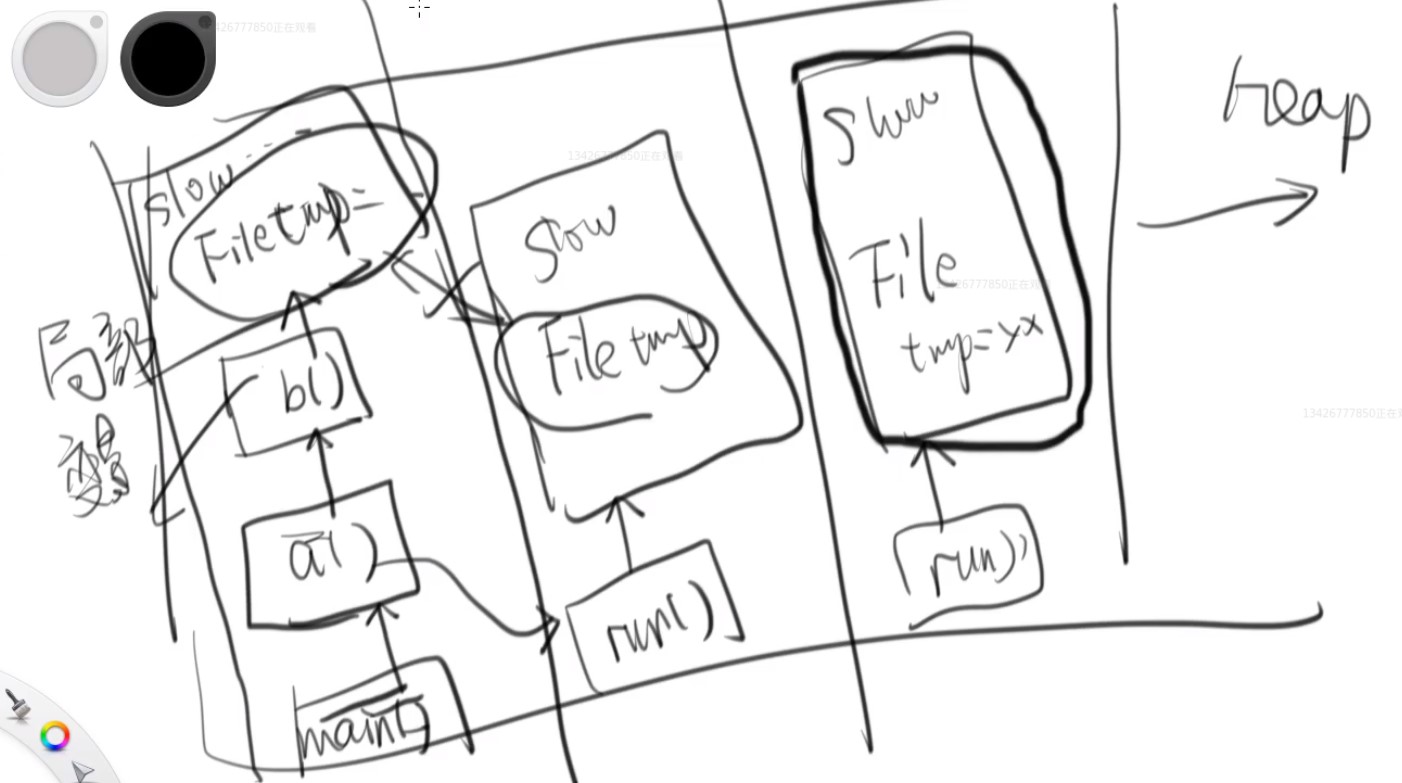 13426777850正在观看
heap
slow
File tmp=
13426777850正在观看
slow
File tmp
slow
File
13426777850正在观看
tmp=xx
局部
变量
b()
a()
main()
run()
run()
13426777850正在观看